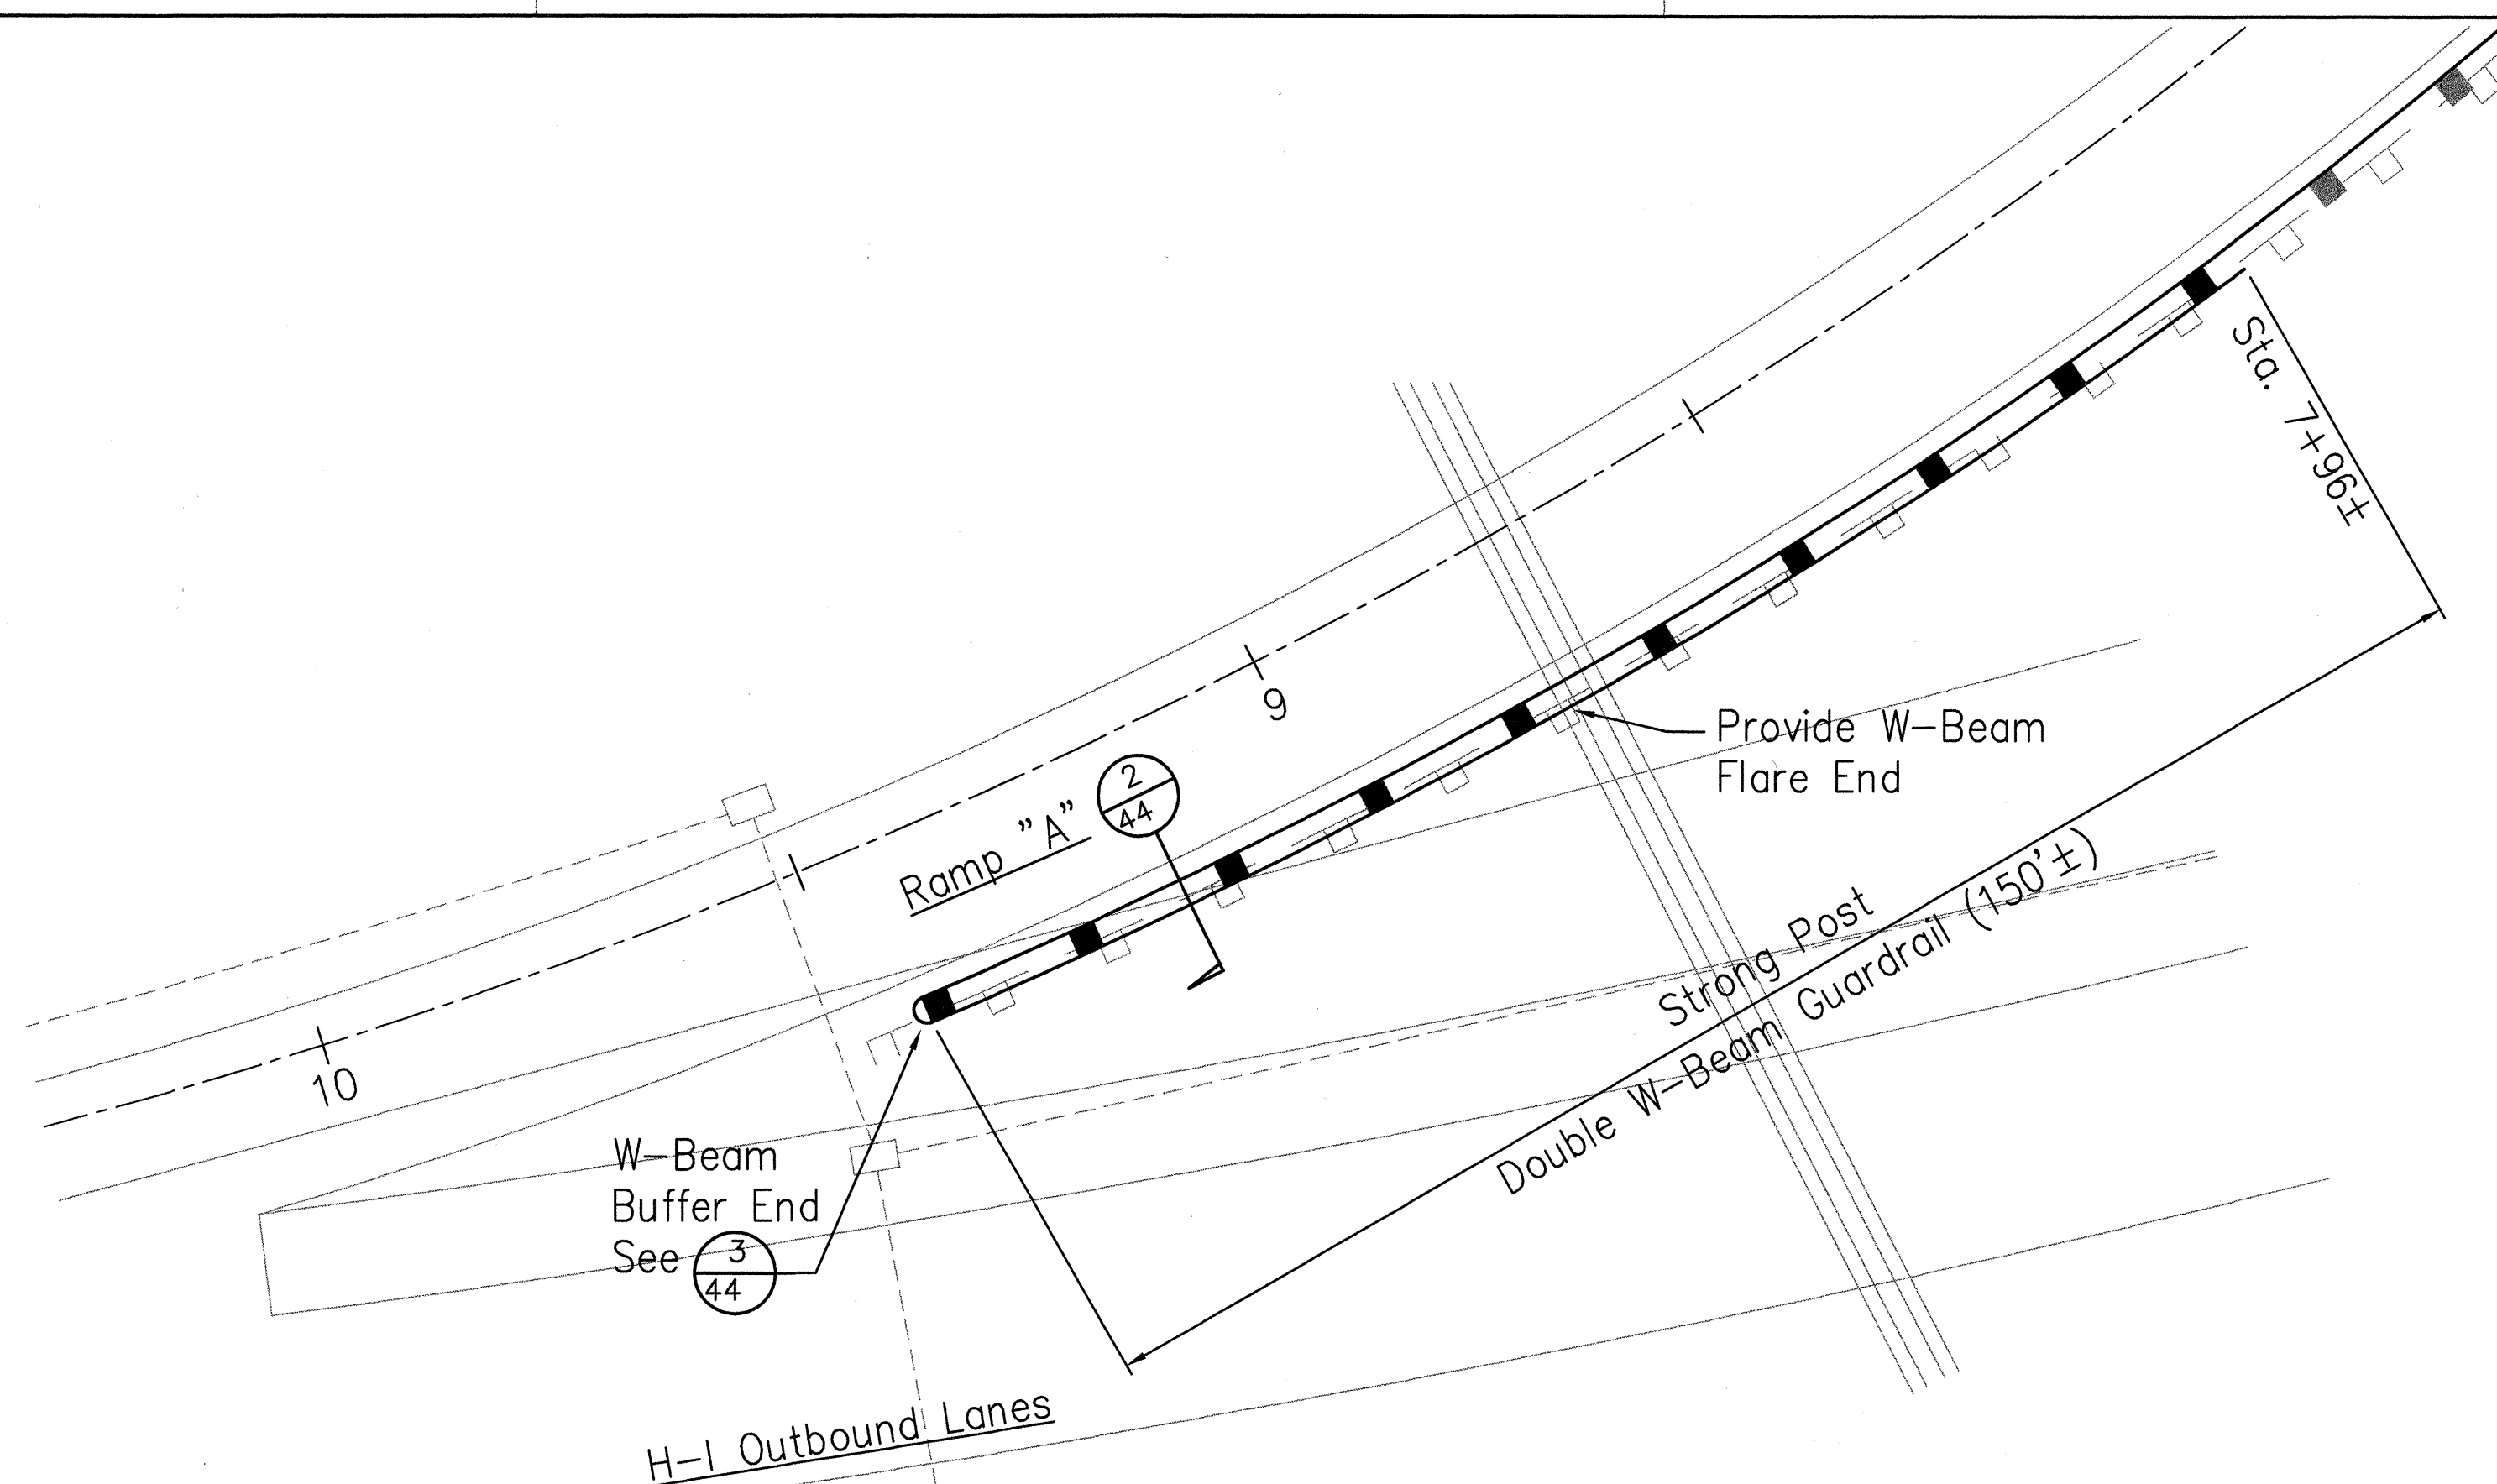 Sta. 7+96±
9
Provide W-Beam
Flare End
2
44
Ramp "A"
Strong Post
Double W-Beam Guardrail (150'±)
10
W-Beam
Buffer End
See 3
44
H-1 Outbound Lanes